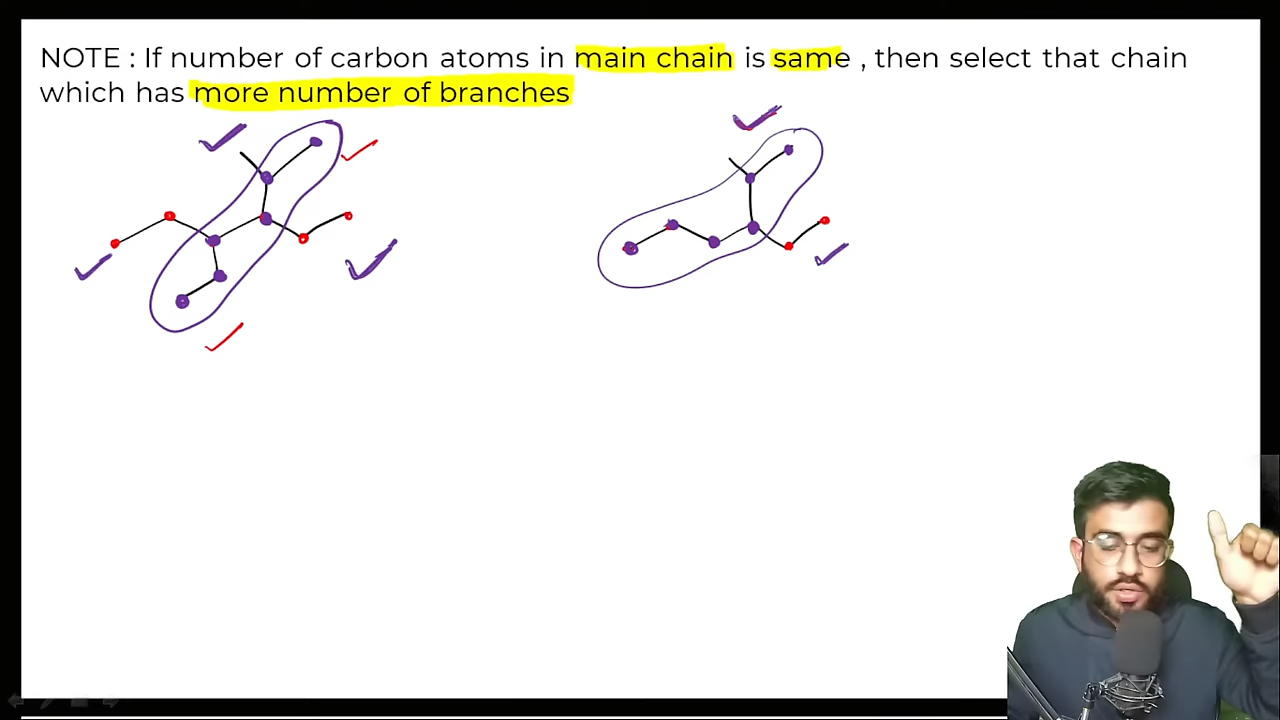 NOTE : If number of carbon atoms in main chain is same , then select that chain
which has more number of branches